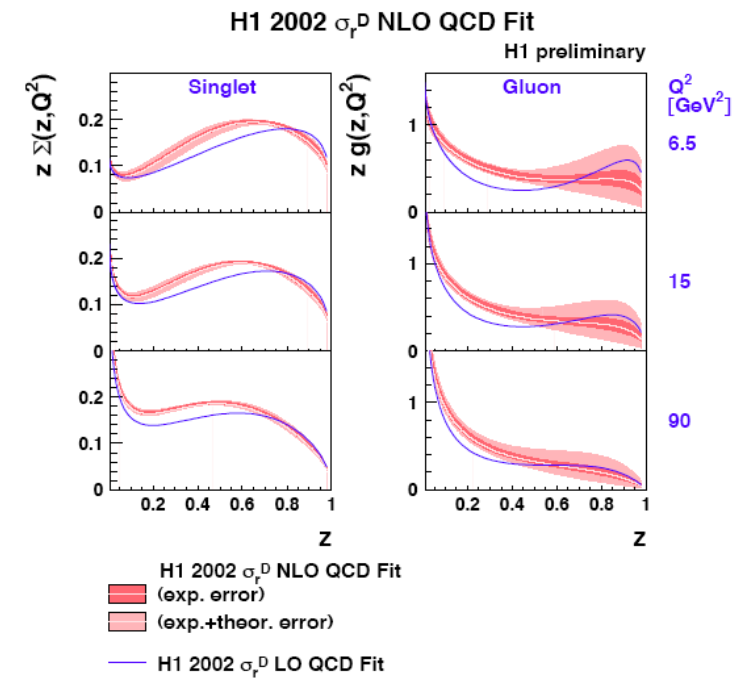 H1 2002 σᵣᴰ NLO QCD Fit
H1 preliminary
z Σ(z,Q²)
Singlet
0.2
0.1
0
0.2
0.1
0
0.2
0.1
0
0.2 0.4 0.6 0.8 1
z
z g(z,Q²)
Gluon
1
0
1
0
1
0
0.2 0.4 0.6 0.8 1
z
Q²
[GeV²]
6.5
15
90
H1 2002 σᵣᴰ NLO QCD Fit
(exp. error)
(exp.+theor. error)
H1 2002 σᵣᴰ LO QCD Fit